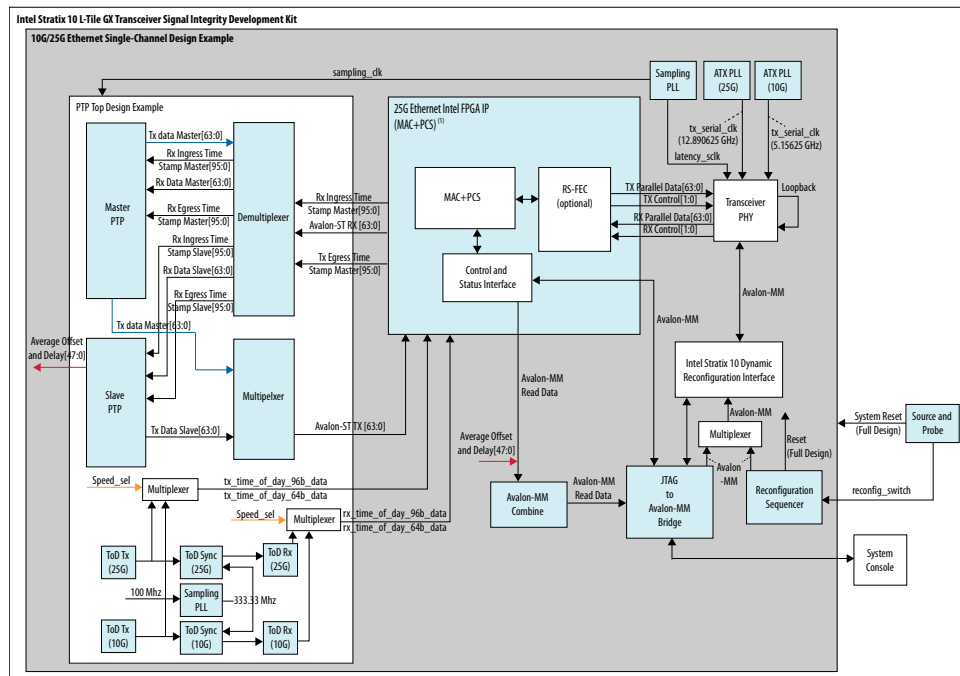 Intel Stratix 10 L-Tile GX Transceiver Signal Integrity Development Kit
10G/25G Ethernet Single-Channel Design Example
sampling_clk
Sampling
PLL
ATX PLL
(25G)
ATX PLL
(10G)
PTP Top Design Example
25G Ethernet Intel FPGA IP
(MAC+PCS) (1)
tx_serial_clk
(12.890625 GHz)
tx_serial_clk
(5.15625 GHz)
latency_sclk
Master
PTP
Tx data Master[63:0]
Rx Ingress Time
Stamp Master[95:0]
Rx Data Master[63:0]
Rx Egress Time
Stamp Master[95:0]
Rx Ingress Time
Stamp Slave[95:0]
Rx Data Slave[63:0]
Rx Egress Time
Stamp Slave[95:0]
Tx data Master[63:0]
Demultiplexer
Rx Ingress Time
Stamp Master[95:0]
Avalon-ST RX [63:0]
Tx Egress Time
Stamp Master[95:0]
MAC+PCS
RS-FEC
(optional)
Control and
Status Interface
TX Parallel Data[63:0]
TX Control[1:0]
RX Parallel Data[63:0]
RX Control[1:0]
Transceiver
PHY
Loopback
Avalon-MM
Avalon-MM
Average Offset
and Delay[47:0]
Slave
PTP
Multipelxer
Tx Data Slave[63:0]
Avalon-ST TX [63:0]
Avalon-MM
Read Data
Intel Stratix 10 Dynamic
Reconfiguration Interface
Avalon-MM
Multiplexer
Reset
(Full Design)
System Reset
(Full Design)
Source and
Probe
Average Offset
and Delay[47:0]
Avalon
-MM
Speed_sel
Multiplexer
tx_time_of_day_96b_data
tx_time_of_day_64b_data
Speed_sel
Multiplexer
rx_time_of_day_96b_data
rx_time_of_day_64b_data
Avalon-MM
Combine
Avalon-MM
Read Data
JTAG
to
Avalon-MM
Bridge
Reconfiguration
Sequencer
reconfig_switch
System
Console
ToD Tx
(25G)
ToD Sync
(25G)
ToD Rx
(25G)
100 Mhz
Sampling
PLL
333.33 Mhz
ToD Tx
(10G)
ToD Sync
(10G)
ToD Rx
(10G)